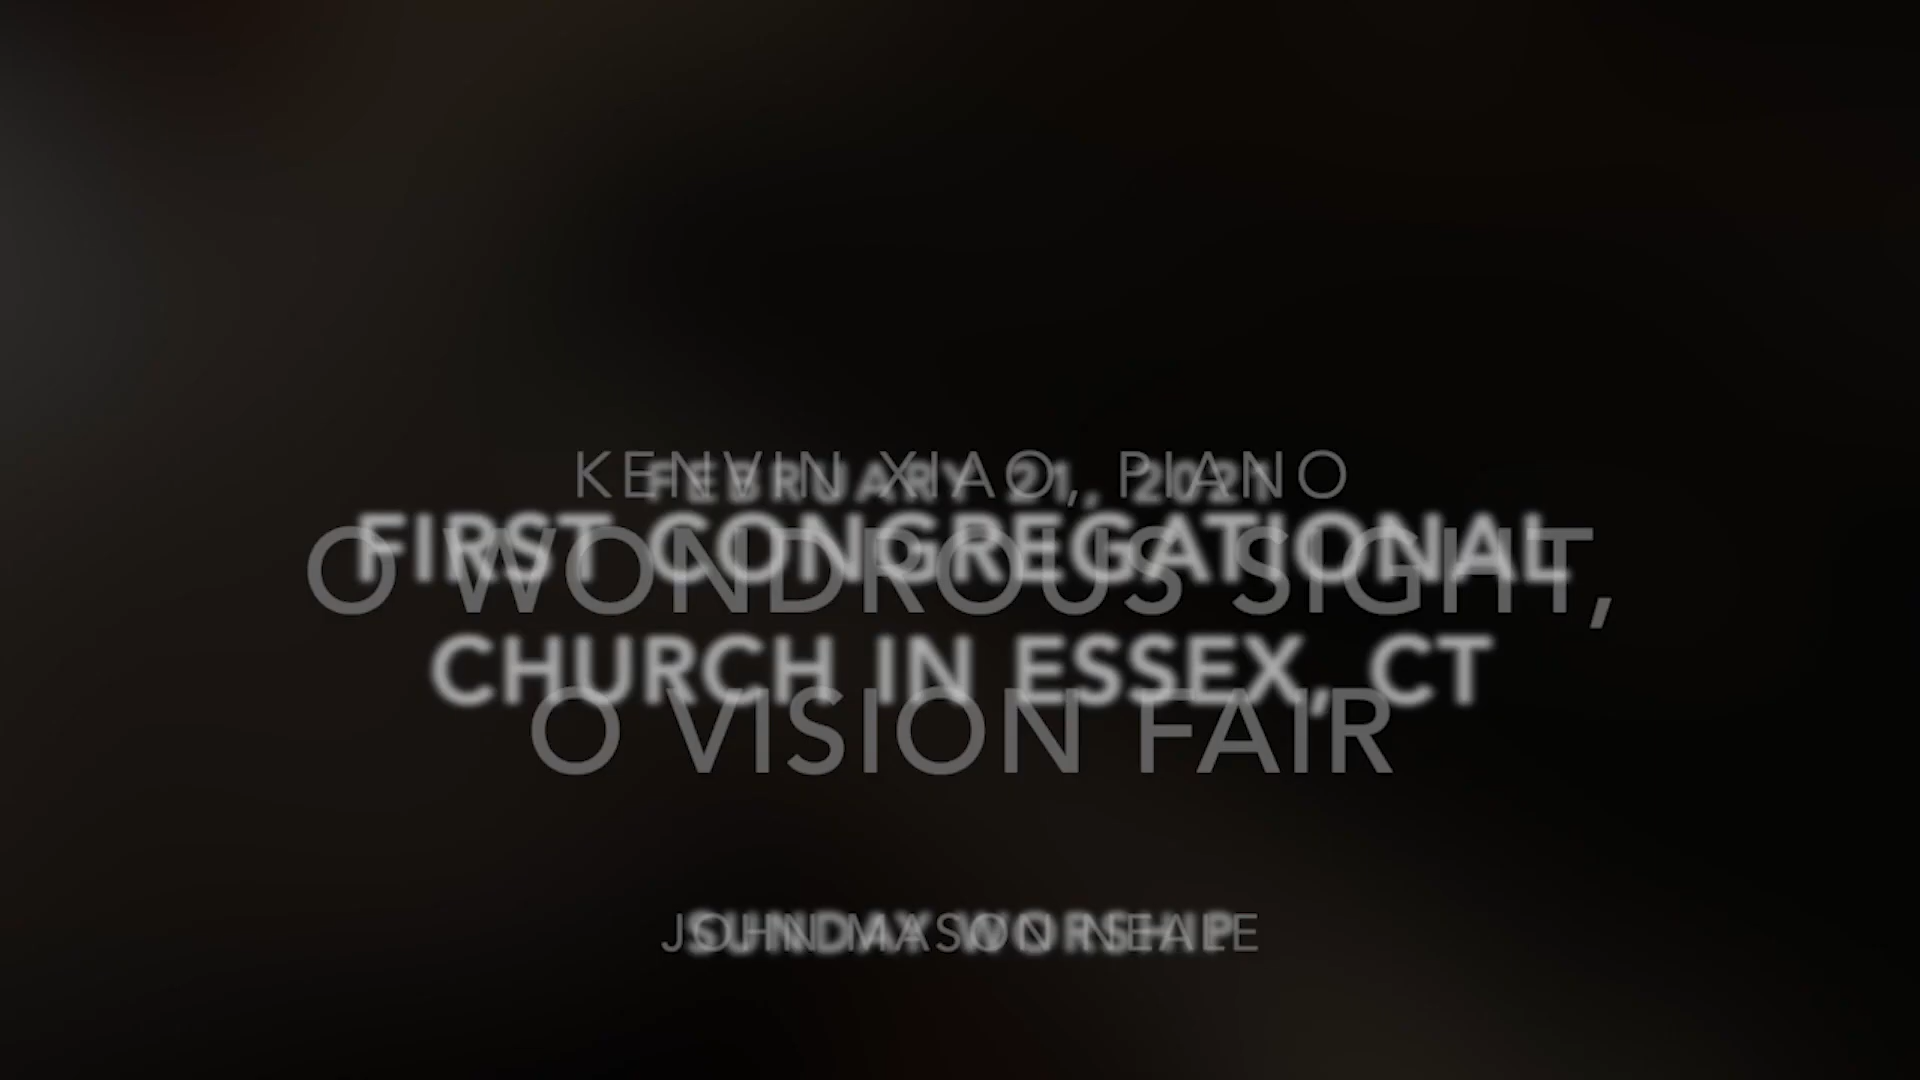 KENVIN XIAO, PIANO
FEBRUARY 21, 2021
FIRST CONGREGATIONAL
O WONDROUS SIGHT,
CHURCH IN ESSEX, CT
O VISION FAIR
JOHN MASON NEALE
SUNDAY WORSHIP